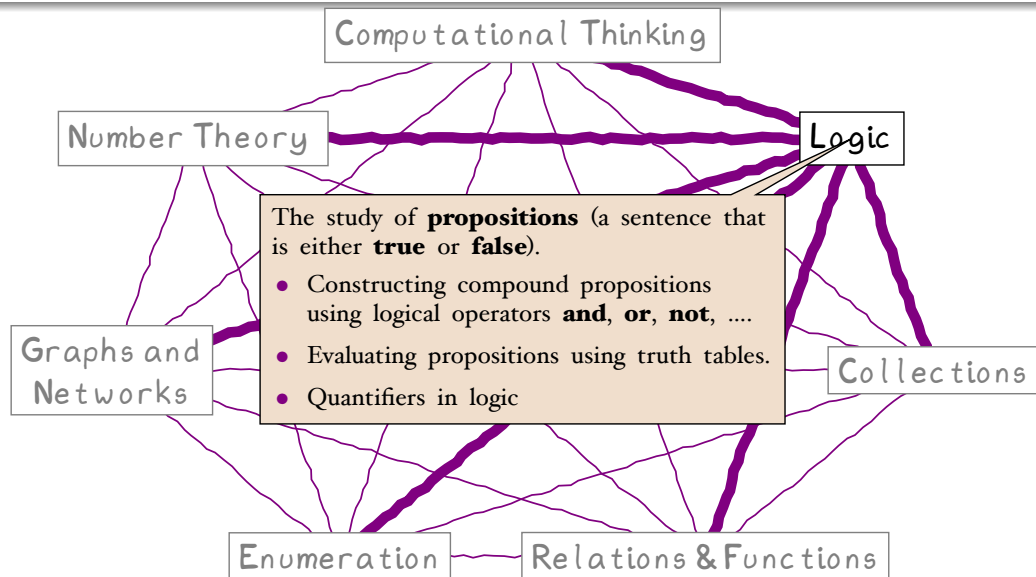 Computational Thinking
Number Theory
Logic
The study of propositions (a sentence that
is either true or false).
• Constructing compound propositions
using logical operators and, or, not, ....
• Evaluating propositions using truth tables.
• Quantifiers in logic
Graphs and
Networks
Collections
Enumeration
Relations & Functions